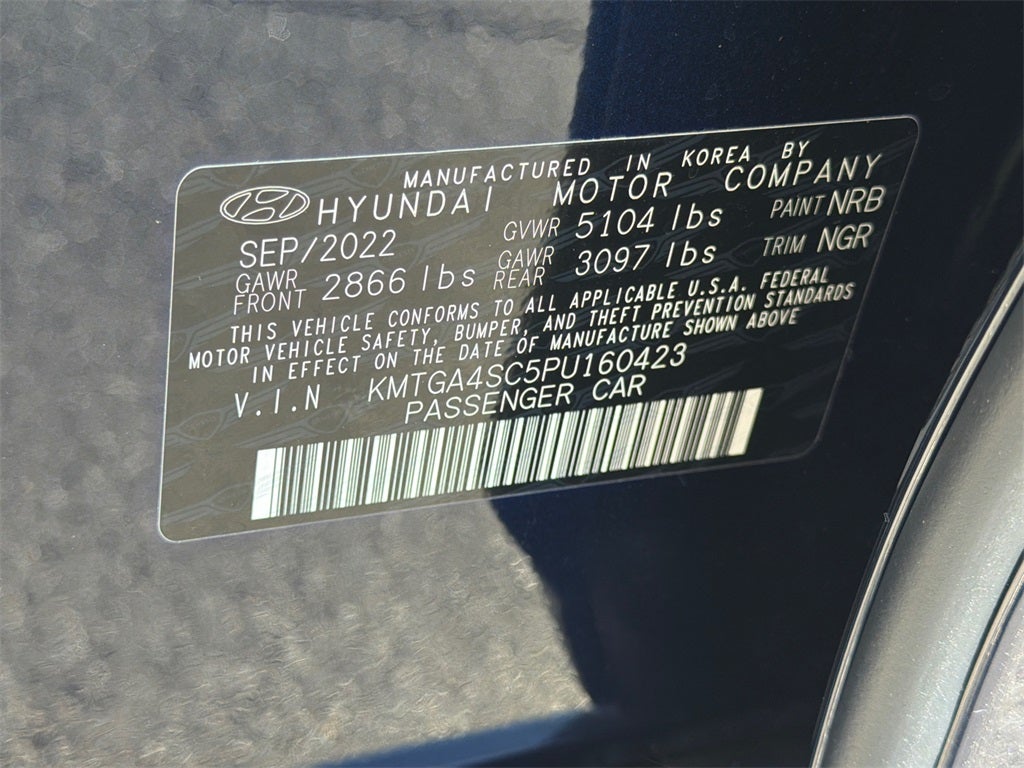 MANUFACTURED IN KOREA BY
HYUNDAI MOTOR COMPANY
SEP/2022 GVWR 5104 lbs PAINT NRB
GAWR FRONT 2866 lbs GAWR REAR 3097 lbs TRIM NGR
THIS VEHICLE CONFORMS TO ALL APPLICABLE U.S.A. FEDERAL
MOTOR VEHICLE SAFETY, BUMPER, AND THEFT PREVENTION STANDARDS
IN EFFECT ON THE DATE OF MANUFACTURE SHOWN ABOVE
V.I.N KMTGA4SC5PU160423
PASSENGER CAR